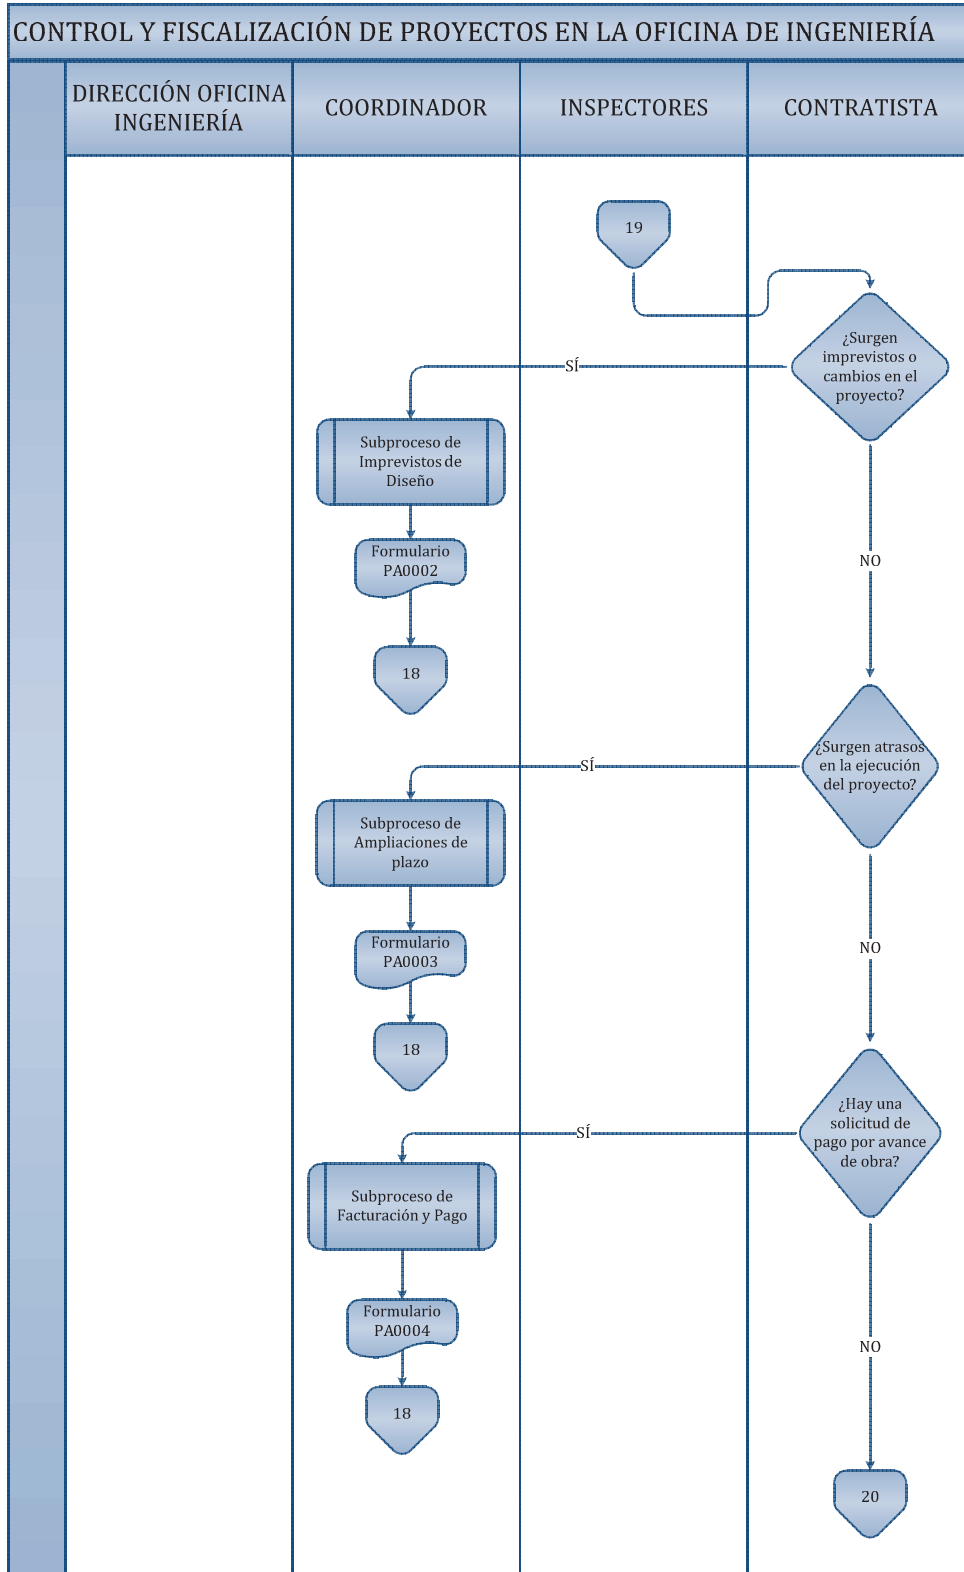 CONTROL Y FISCALIZACIÓN DE PROYECTOS EN LA OFICINA DE INGENIERÍA
DIRECCIÓN OFICINA
INGENIERÍA
COORDINADOR
INSPECTORES
CONTRATISTA
19
¿Surgen
imprevistos o
cambios en el
proyecto?
SÍ
Subproceso de
Imprevistos de
Diseño
Formulario
PA0002
18
NO
¿Surgen atrasos
en la ejecución
del proyecto?
SÍ
Subproceso de
Ampliaciones de
plazo
Formulario
PA0003
18
NO
¿Hay una
solicitud de
pago por avance
de obra?
SÍ
Subproceso de
Facturación y Pago
Formulario
PA0004
18
NO
20